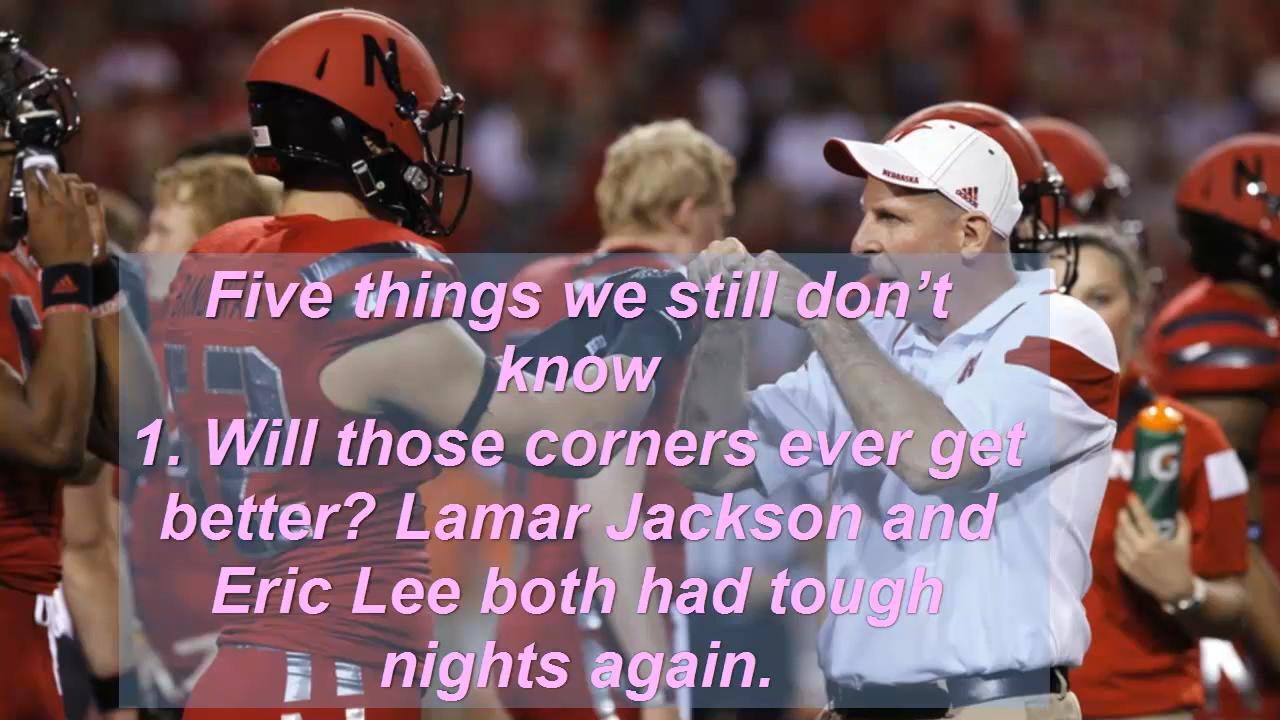 N
NEBRASKA
N
Five things we still don’t
know
1. Will those corners ever get
better? Lamar Jackson and
Eric Lee both had tough
nights again.
G
N
N